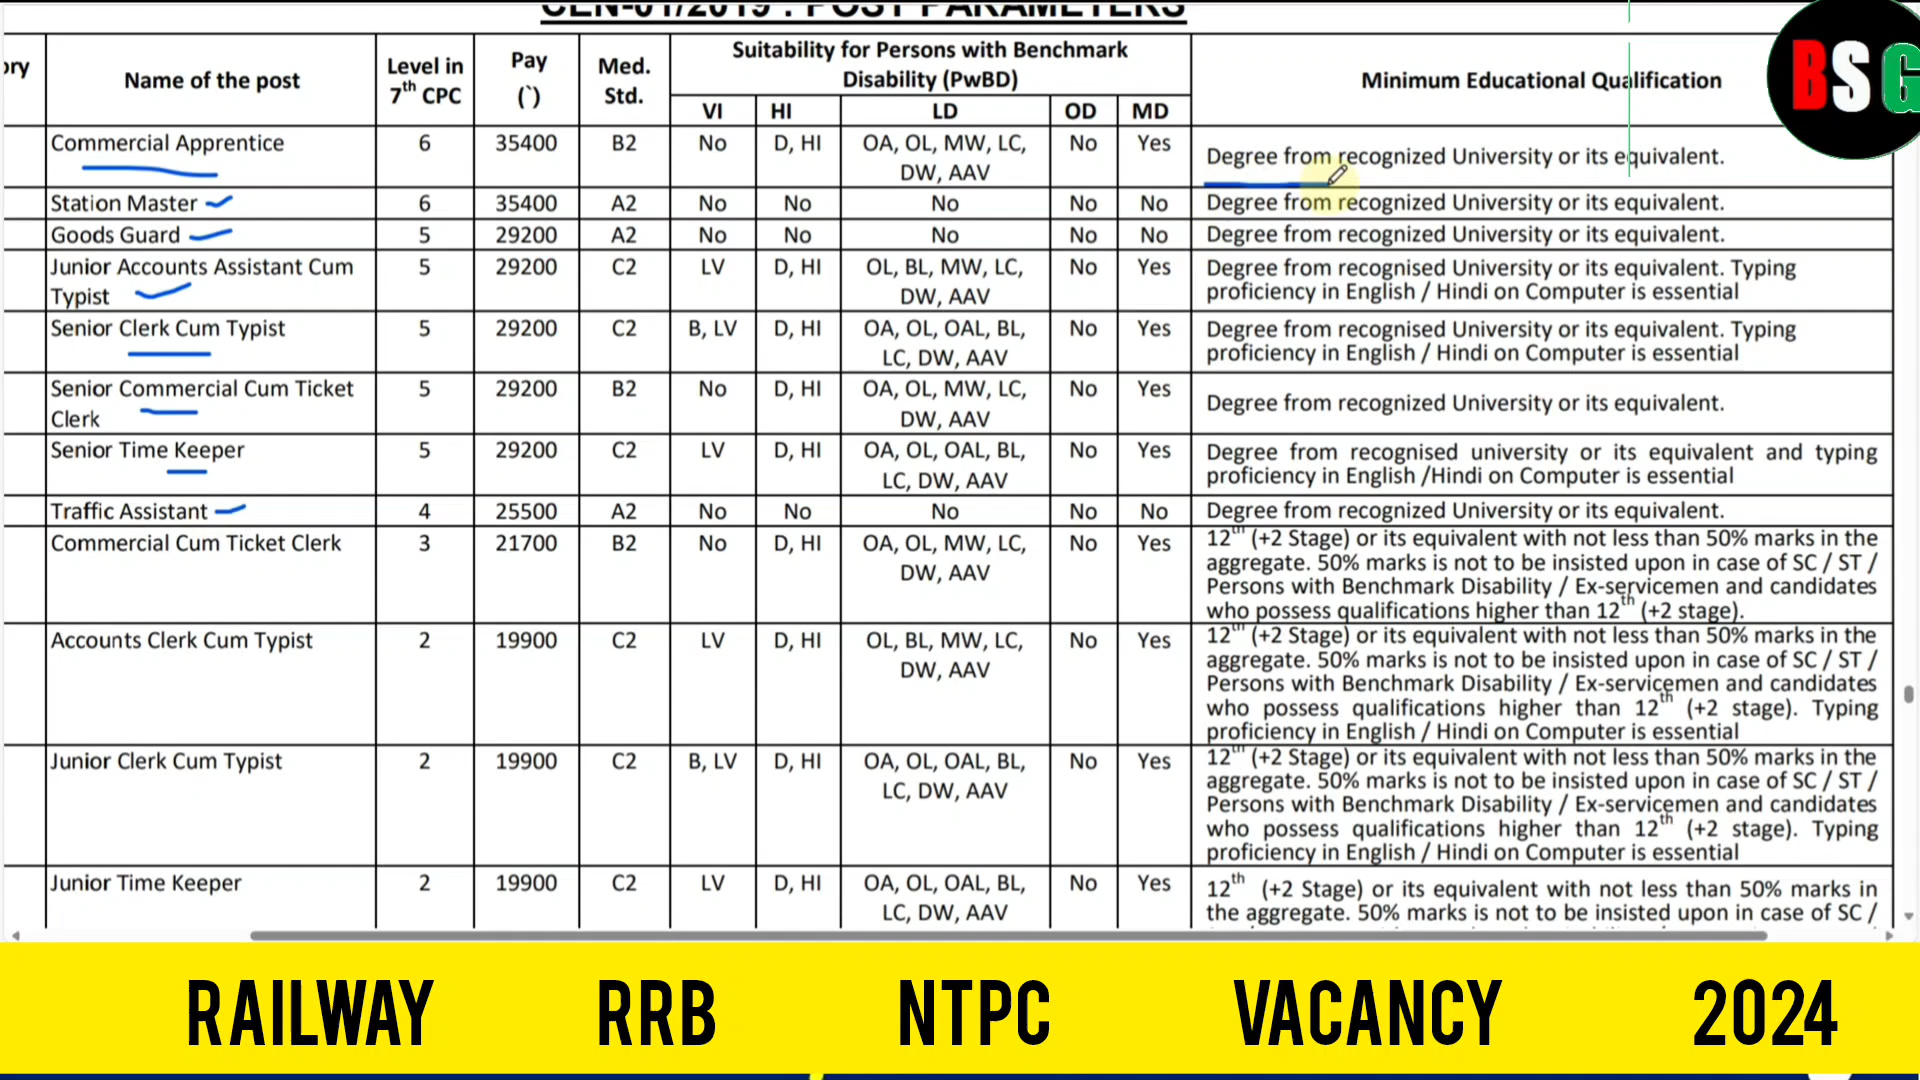 CEN-01/2019 : POST PARAMETERS
BSG
ory
Name of the post
Level in
7th CPC
Pay
(`)
Med.
Std.
Suitability for Persons with Benchmark
Disability (PwBD)
VI HI LD OD MD
Minimum Educational Qualification
Commercial Apprentice 6 35400 B2 No D, HI OA, OL, MW, LC,
DW, AAV
No Yes Degree from recognized University or its equivalent.
Station Master 6 35400 A2 No No No No No Degree from recognized University or its equivalent.
Goods Guard 5 29200 A2 No No No No No Degree from recognized University or its equivalent.
Junior Accounts Assistant Cum
Typist
5 29200 C2 LV D, HI OL, BL, MW, LC,
DW, AAV
No Yes Degree from recognised University or its equivalent. Typing
proficiency in English / Hindi on Computer is essential
Senior Clerk Cum Typist 5 29200 C2 B, LV D, HI OA, OL, OAL, BL,
LC, DW, AAV
No Yes Degree from recognised University or its equivalent. Typing
proficiency in English / Hindi on Computer is essential
Senior Commercial Cum Ticket
Clerk
5 29200 B2 No D, HI OA, OL, MW, LC,
DW, AAV
No Yes Degree from recognized University or its equivalent.
Senior Time Keeper 5 29200 C2 LV D, HI OA, OL, OAL, BL,
LC, DW, AAV
No Yes Degree from recognised university or its equivalent and typing
proficiency in English /Hindi on Computer is essential
Traffic Assistant 4 25500 A2 No No No No No Degree from recognized University or its equivalent.
Commercial Cum Ticket Clerk 3 21700 B2 No D, HI OA, OL, MW, LC,
DW, AAV
No Yes 12th (+2 Stage) or its equivalent with not less than 50% marks in the
aggregate. 50% marks is not to be insisted upon in case of SC / ST /
Persons with Benchmark Disability / Ex-servicemen and candidates
who possess qualifications higher than 12th (+2 stage).
Accounts Clerk Cum Typist 2 19900 C2 LV D, HI OL, BL, MW, LC,
DW, AAV
No Yes 12th (+2 Stage) or its equivalent with not less than 50% marks in the
aggregate. 50% marks is not to be insisted upon in case of SC / ST /
Persons with Benchmark Disability / Ex-servicemen and candidates
who possess qualifications higher than 12th (+2 stage). Typing
proficiency in English / Hindi on Computer is essential
Junior Clerk Cum Typist 2 19900 C2 B, LV D, HI OA, OL, OAL, BL,
LC, DW, AAV
No Yes 12th (+2 Stage) or its equivalent with not less than 50% marks in the
aggregate. 50% marks is not to be insisted upon in case of SC / ST /
Persons with Benchmark Disability / Ex-servicemen and candidates
who possess qualifications higher than 12th (+2 stage). Typing
proficiency in English / Hindi on Computer is essential
Junior Time Keeper 2 19900 C2 LV D, HI OA, OL, OAL, BL,
LC, DW, AAV
No Yes 12th (+2 Stage) or its equivalent with not less than 50% marks in
the aggregate. 50% marks is not to be insisted upon in case of SC /
RAILWAY RRB NTPC VACANCY 2024